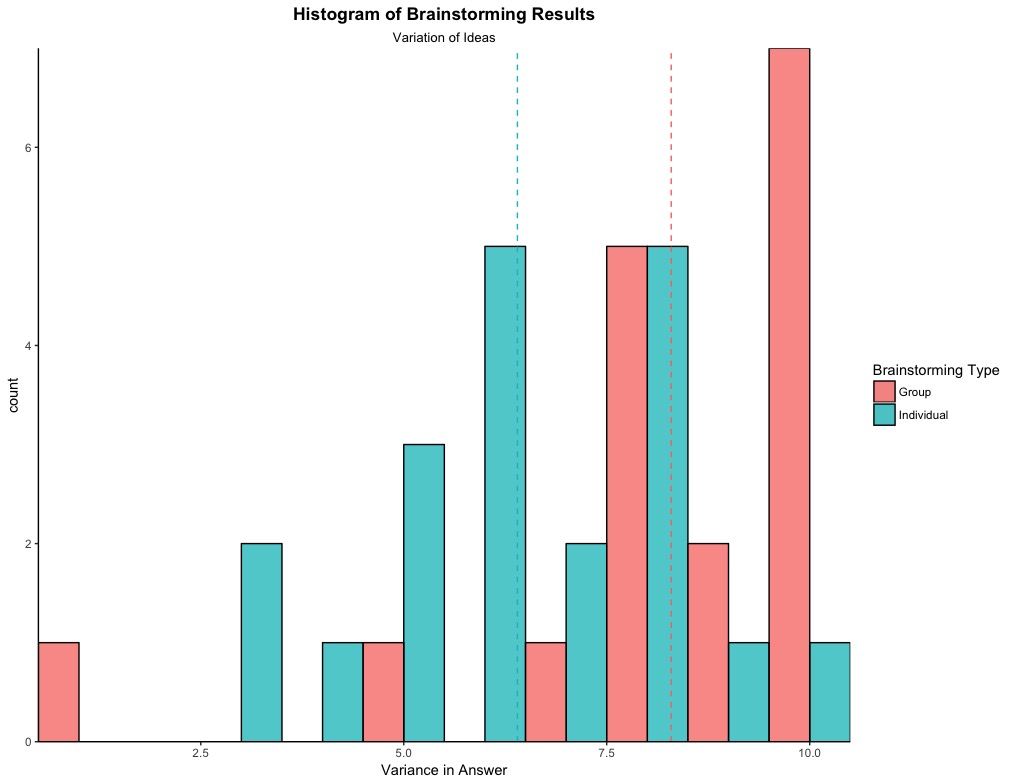 Histogram of Brainstorming Results
Variation of Ideas
count
6
4
2
0
2.5
5.0
7.5
10.0
Variance in Answer
Brainstorming Type
Group
Individual